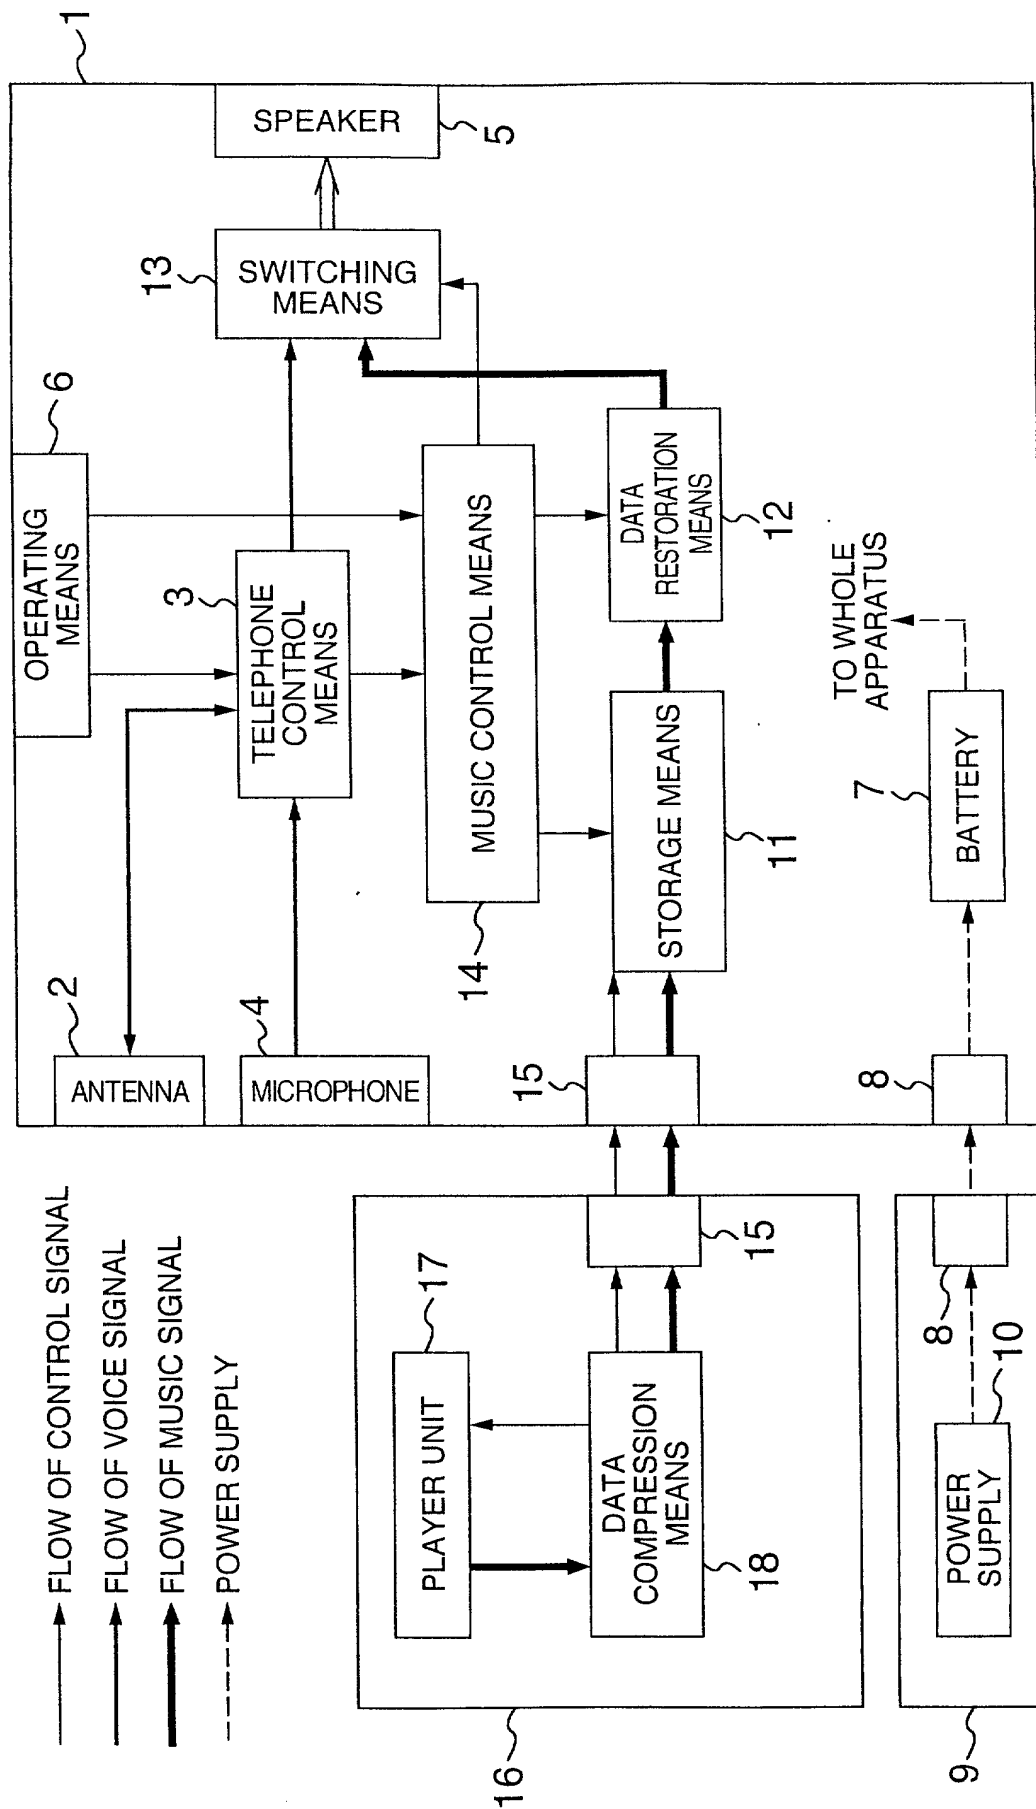 FLOW OF CONTROL SIGNAL
FLOW OF VOICE SIGNAL
FLOW OF MUSIC SIGNAL
POWER SUPPLY
1
2
ANTENNA
4
MICROPHONE
6
OPERATING
MEANS
3
TELEPHONE
CONTROL
MEANS
13
SWITCHING
MEANS
SPEAKER
5
14
MUSIC CONTROL MEANS
15
STORAGE MEANS
11
DATA
RESTORATION
MEANS
12
8
7
BATTERY
TO WHOLE
APPARATUS
16
17
PLAYER UNIT
DATA
COMPRESSION
MEANS
18
15
9
POWER
SUPPLY
10
8